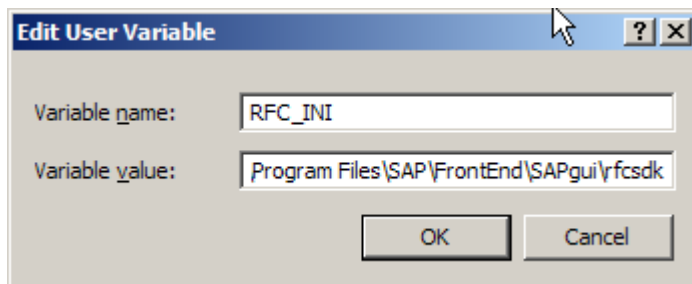 Edit User Variable
Variable name: RFC_INI
Variable value: Program Files\SAP\FrontEnd\SAPgui\rfcsdk
OK Cancel